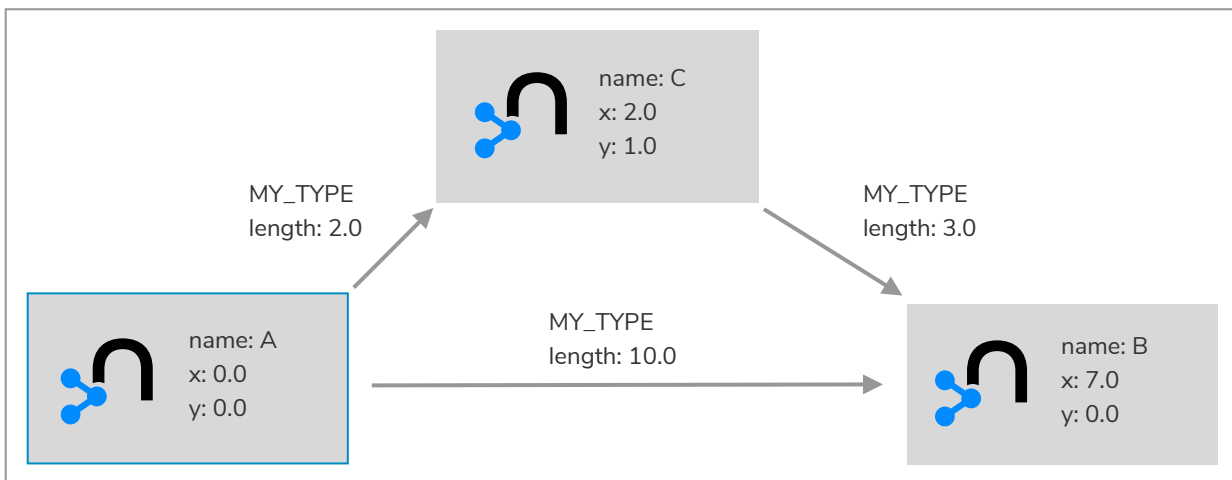 name: C
x: 2.0
y: 1.0
MY_TYPE
length: 2.0
MY_TYPE
length: 3.0
name: A
x: 0.0
y: 0.0
MY_TYPE
length: 10.0
name: B
x: 7.0
y: 0.0